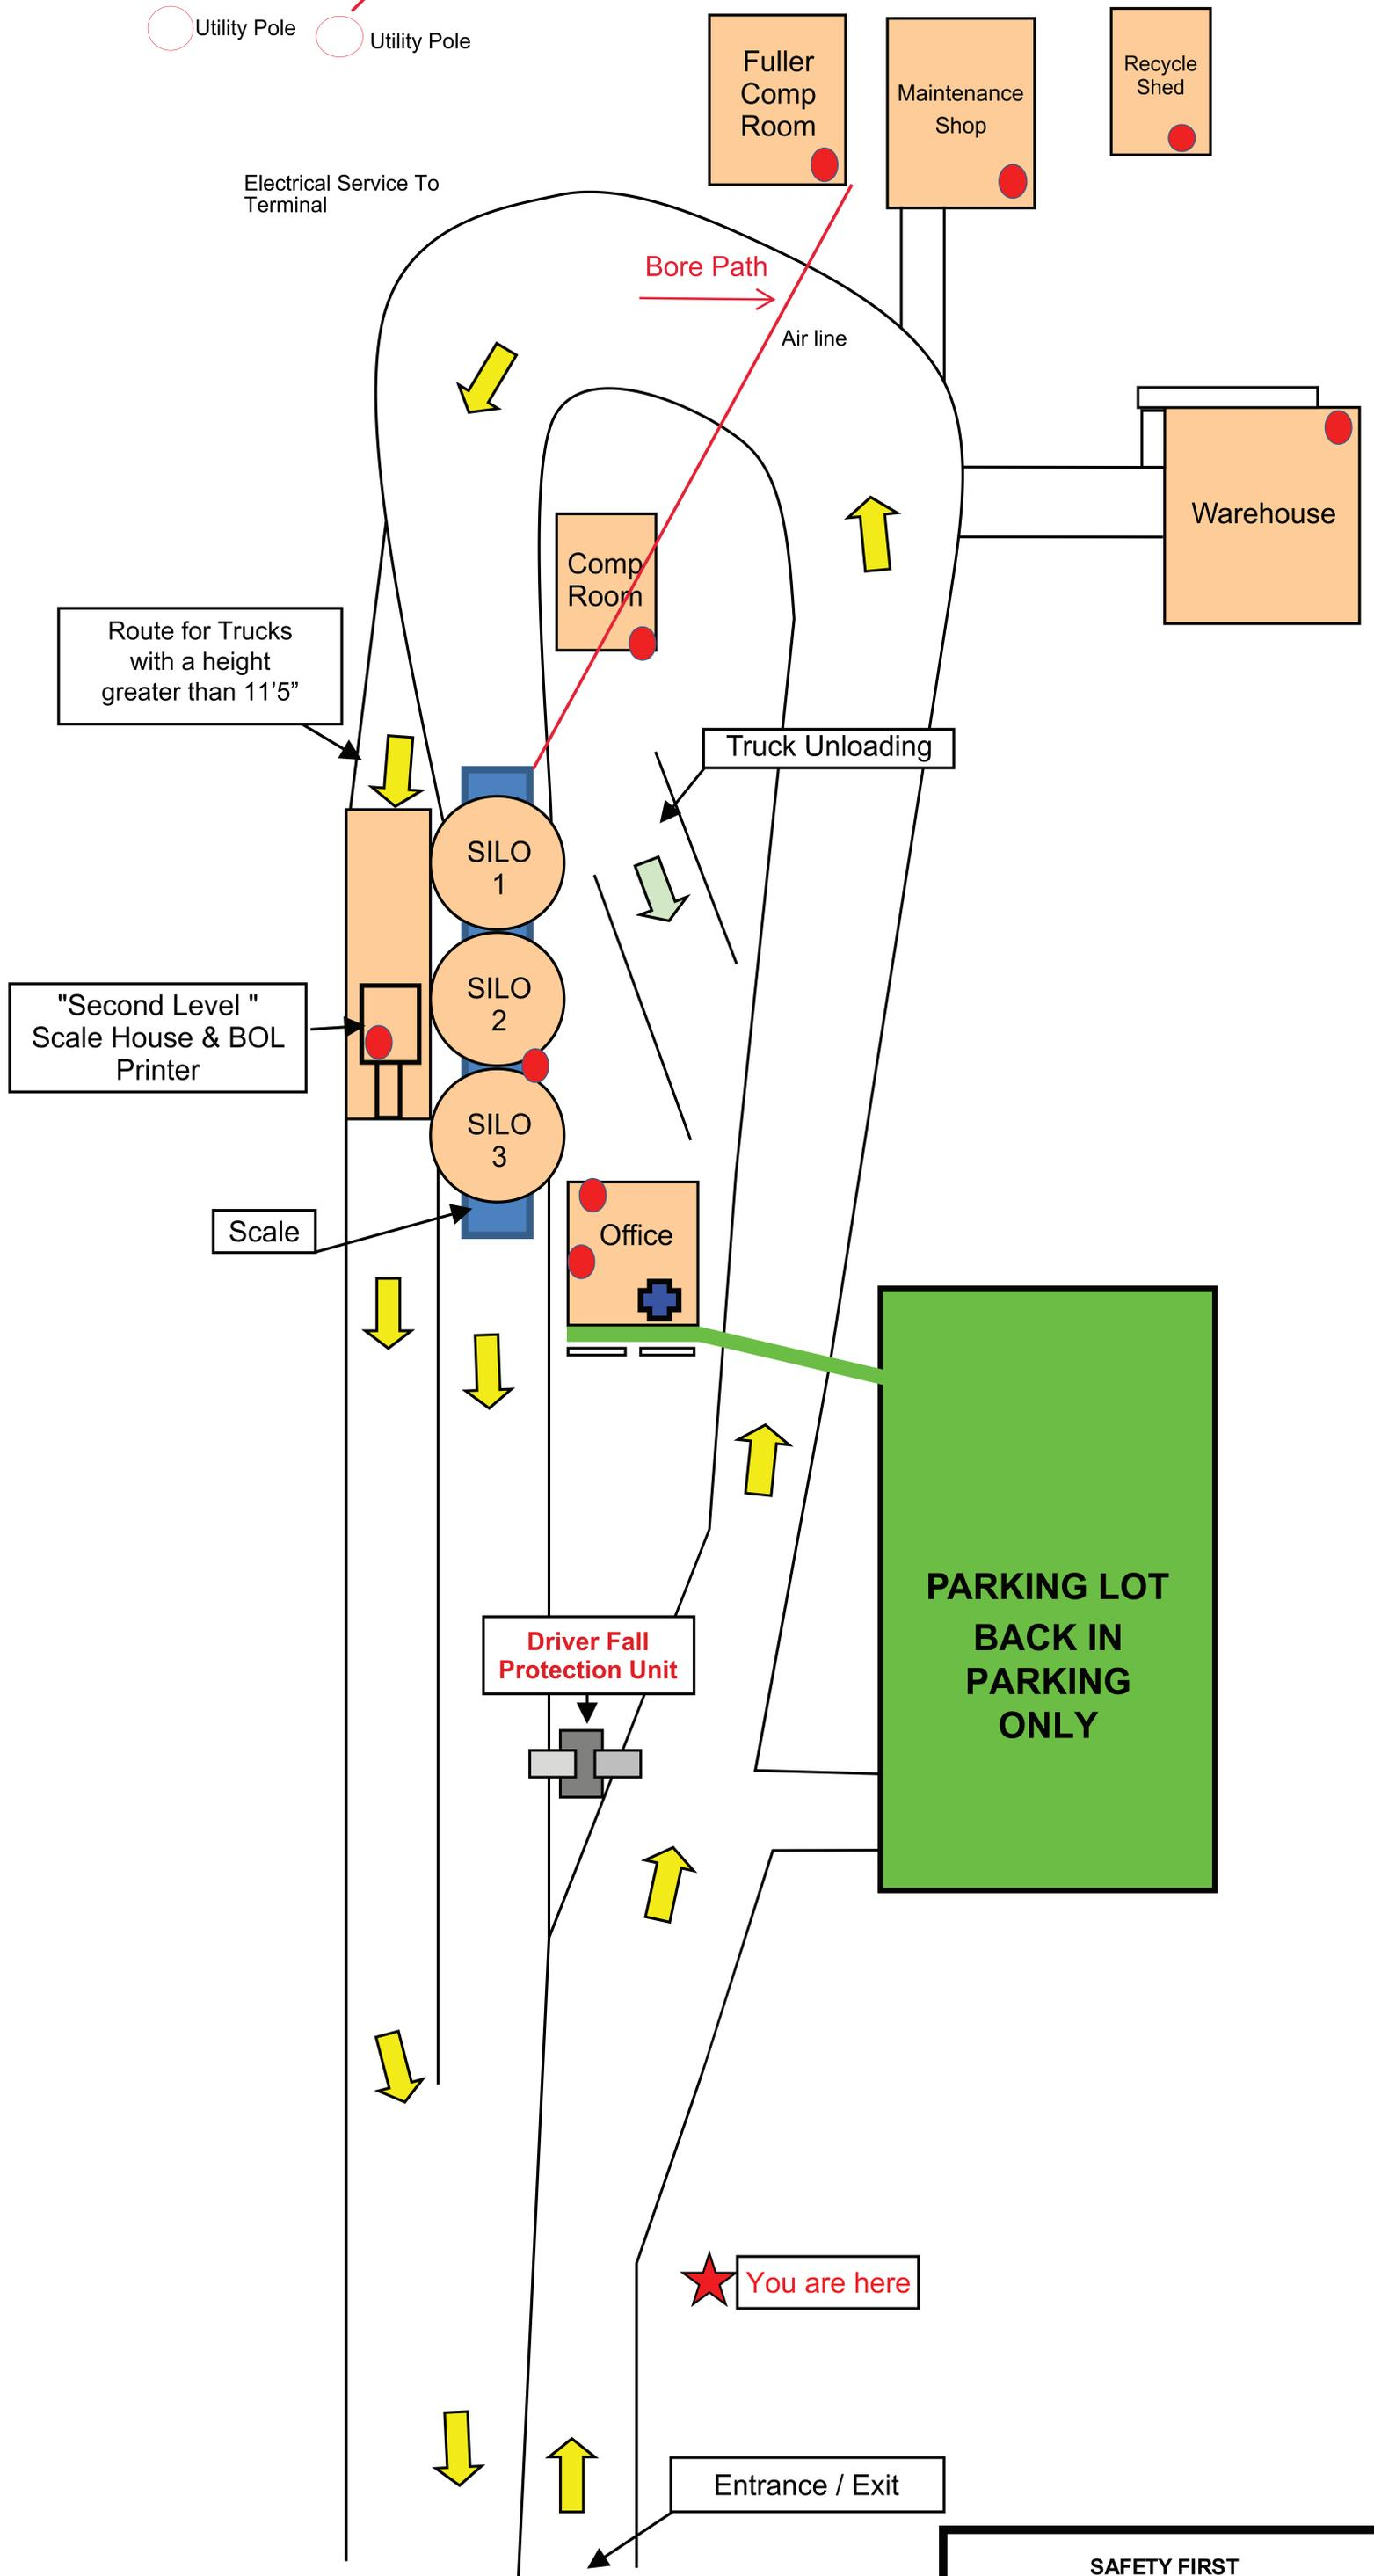 Utility Pole
Utility Pole
Fuller
Comp
Room
Maintenance
Shop
Recycle
Shed
Electrical Service To
Terminal
Bore Path
Air line
Warehouse
Comp
Room
Route for Trucks
with a height
greater than 11’5”
Truck Unloading
SILO
1
"Second Level "
Scale House & BOL
Printer
SILO
2
SILO
3
Scale
Office
PARKING LOT
BACK IN
PARKING
ONLY
Driver Fall
Protection Unit
You are here
Entrance / Exit
SAFETY FIRST